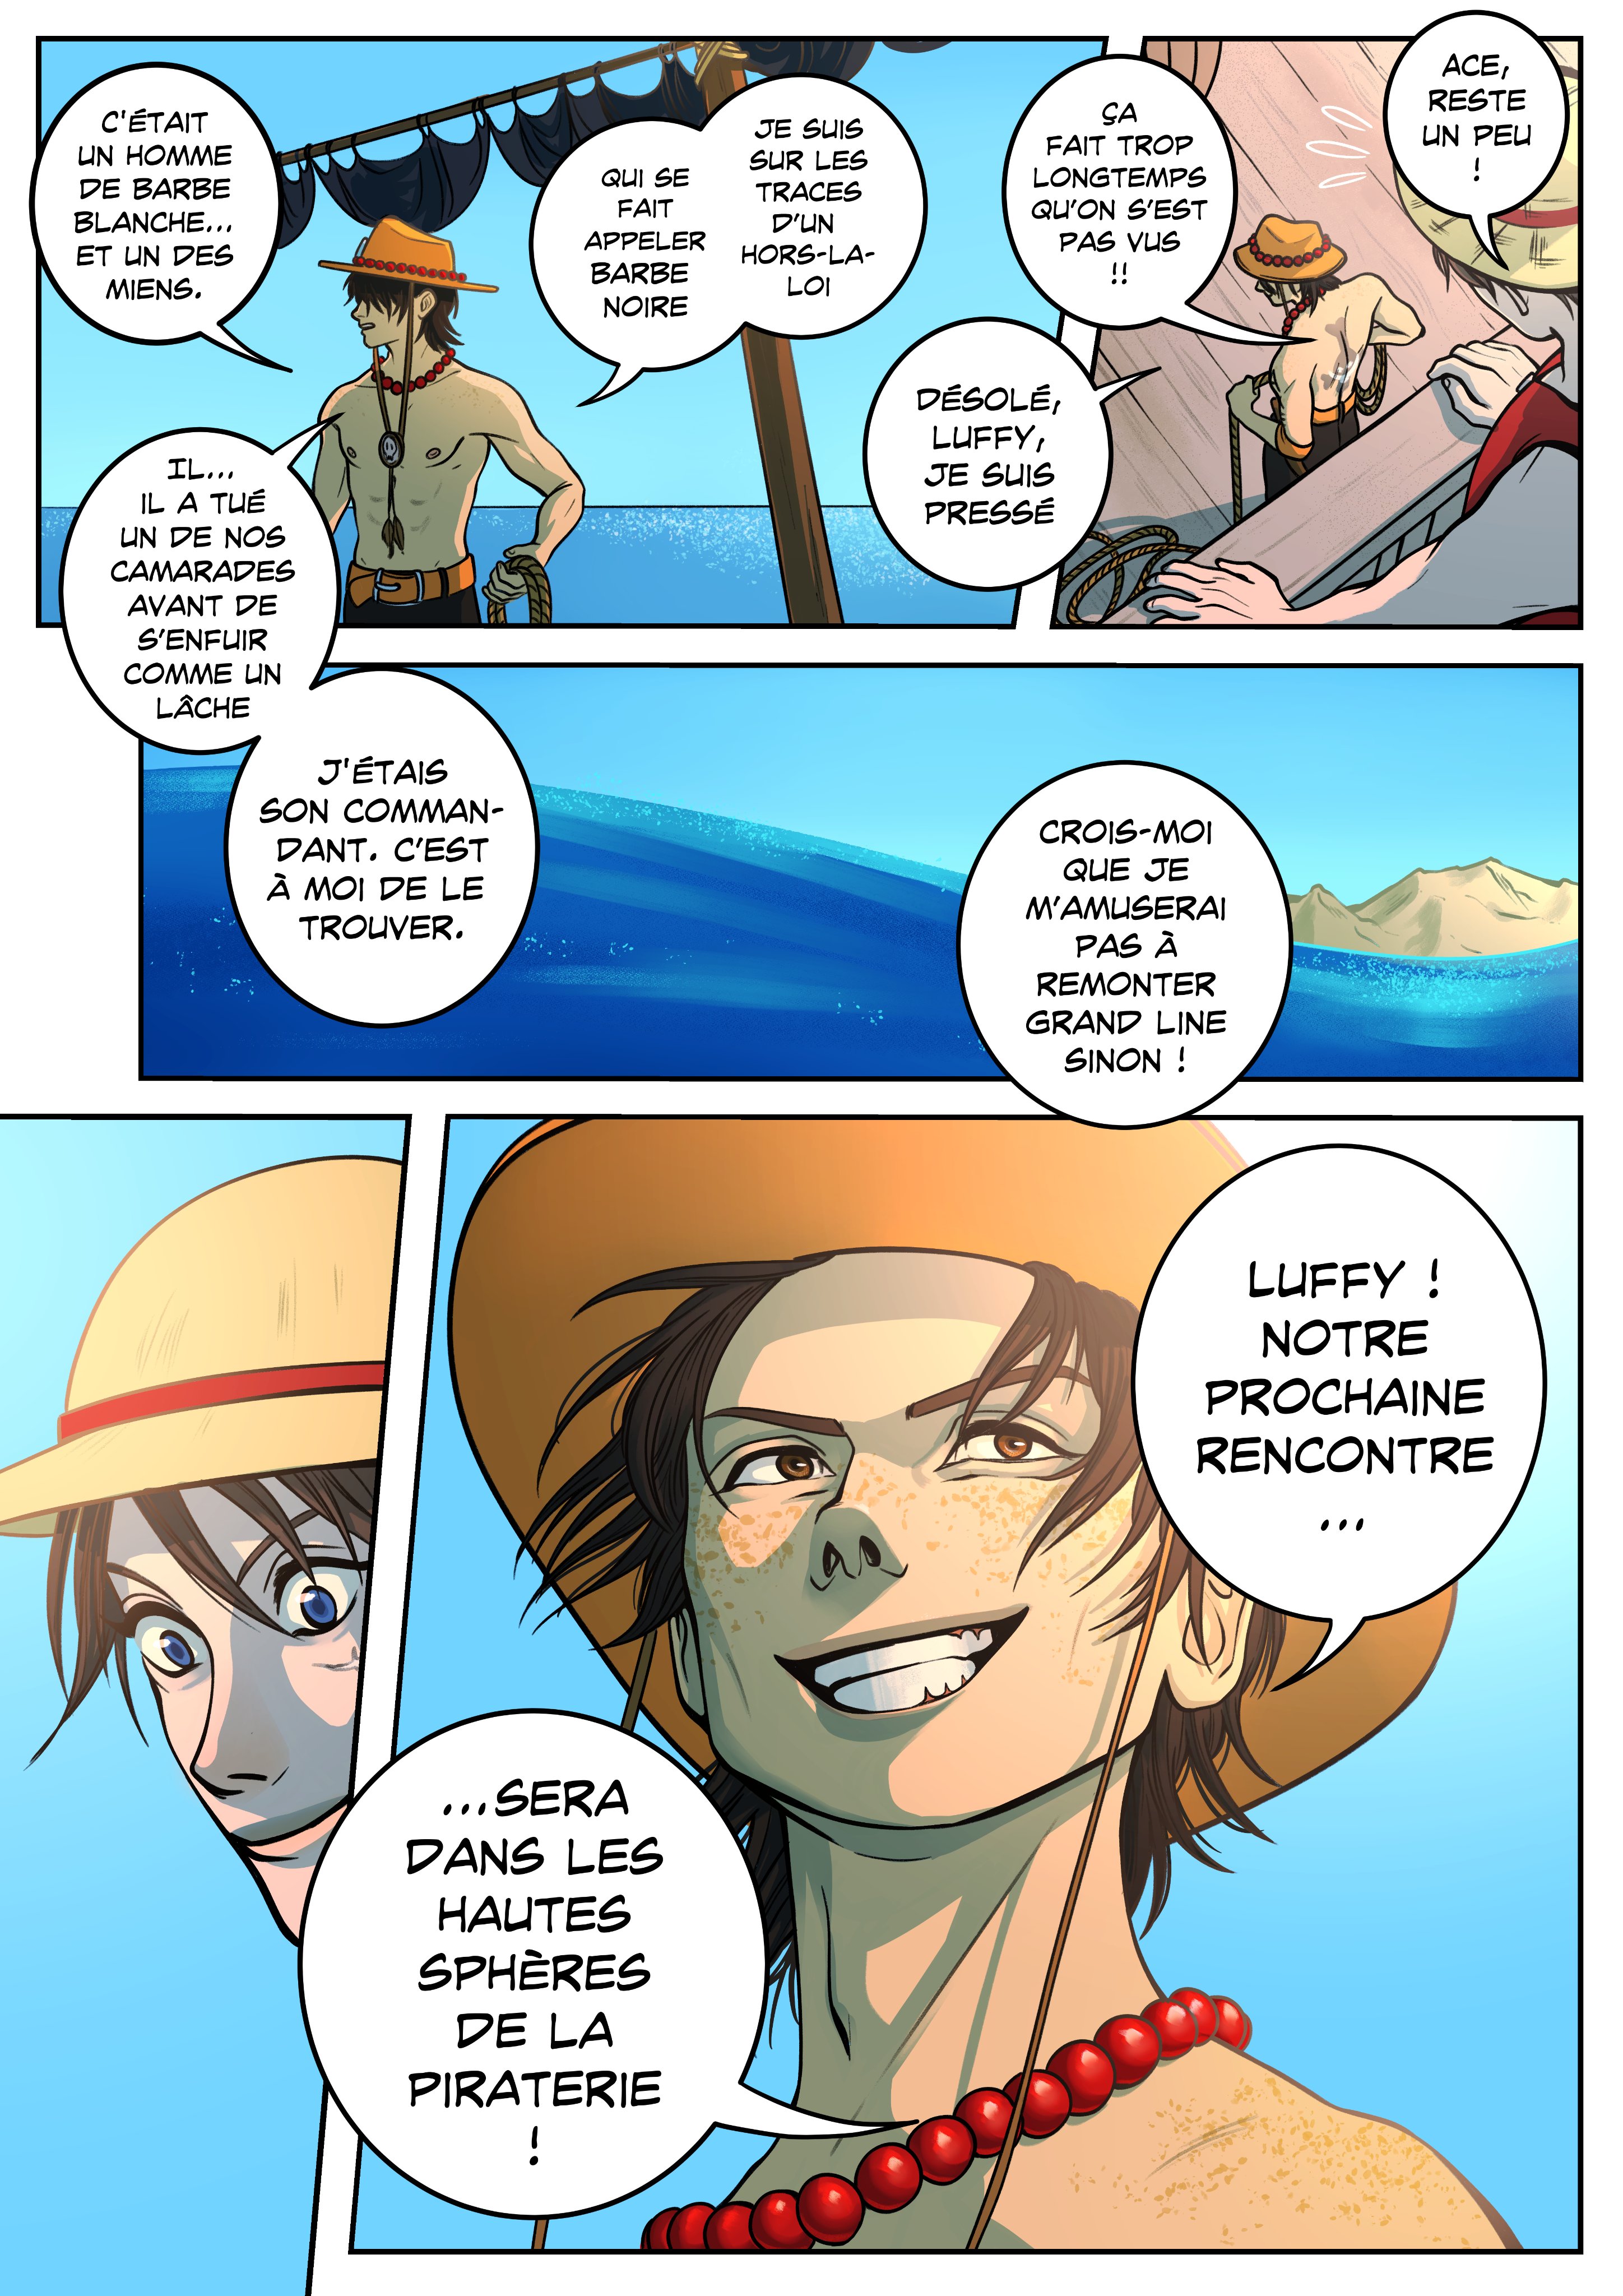 ACE,
RESTE
UN PEU
!
ÇA
FAIT TROP
LONGTEMPS
QU'ON S'EST
PAS VUS
!!
DÉSOLÉ,
LUFFY,
JE SUIS
PRESSÉ
JE SUIS
SUR LES
TRACES
D'UN
HORS-LA-
LOI
QUI SE
FAIT
APPELER
BARBE
NOIRE
C'ÉTAIT
UN HOMME
DE BARBE
BLANCHE...
ET UN DES
MIENS.
IL...
IL A TUÉ
UN DE NOS
CAMARADES
AVANT DE
S'ENFUIR
COMME UN
LÂCHE
J'ÉTAIS
SON COMMAN-
DANT. C'EST
À MOI DE LE
TROUVER.
CROIS-MOI
QUE JE
M'AMUSERAI
PAS À
REMONTER
GRAND LINE
SINON !
LUFFY !
NOTRE
PROCHAINE
RENCONTRE
...
...SERA
DANS LES
HAUTES
SPHÈRES
DE LA
PIRATERIE
!